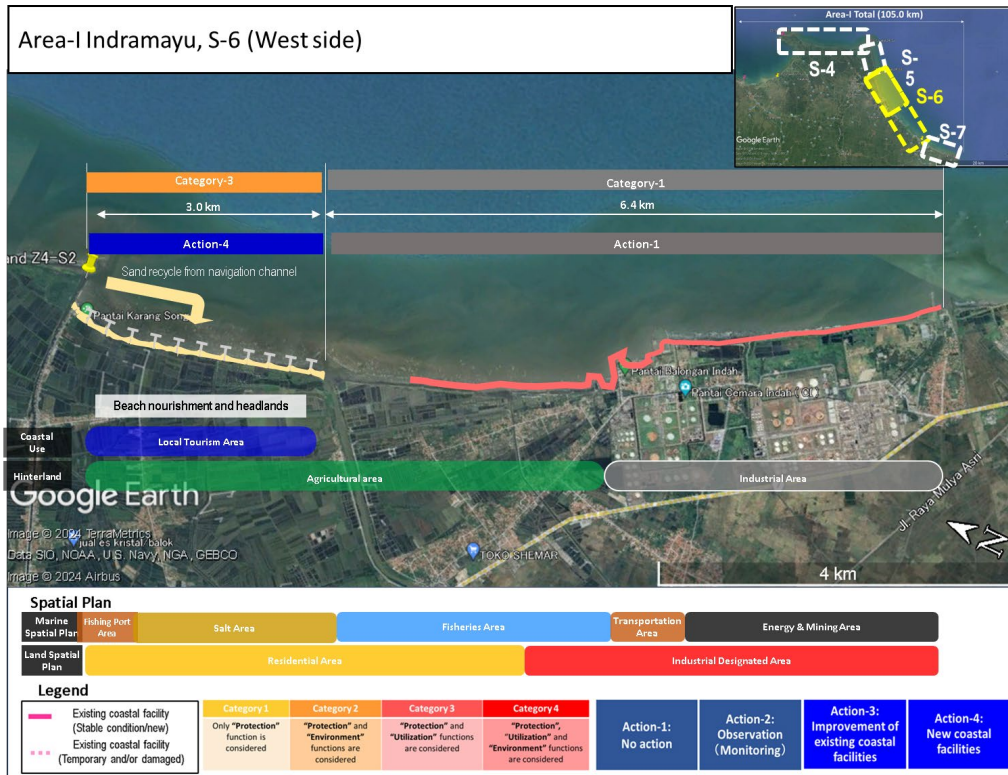 Area-I Indramayu, S-6 (West side)
Area-I Total (105.0 km)
S-4
S-
5
S-6
S-7
Google Earth
Category-3
Category-1
3.0 km
6.4 km
Action-4
Action-1
and Z4-S2
Sand recycle from navigation channel
Pantai Karang Song
Pantai Balongan Indah
Pantai Cemara Indah
Beach nourishment and headlands
Coastal
Use
Local Tourism Area
Hinterland
Agricultural area
Industrial Area
Google Earth
Jl. Raya Mulya Asri
N
Image © 2024 TerraMetrics
jual es kristal balok
Data SIO, NOAA, U.S. Navy, NGA, GEBCO
TOKO SHEMAR
Image © 2024 Airbus
4 km
Spatial Plan
Marine
Spatial Plan
Fishing Port
Area
Salt Area
Fisheries Area
Transportation
Area
Energy & Mining Area
Land Spatial
Plan
Residential Area
Industrial Designated Area
Legend
Existing coastal facility
(Stable condition/new)
Existing coastal facility
(Temporary and/or damaged)
Category 1
Only "Protection"
function is
considered
Category 2
"Protection" and
"Environment"
functions are
considered
Category 3
"Protection" and
"Utilization" functions
are considered
Category 4
"Protection",
"Utilization" and
"Environment" functions
are considered
Action-1:
No action
Action-2:
Observation
(Monitoring)
Action-3:
Improvement of
existing coastal
facilities
Action-4:
New coastal
facilities